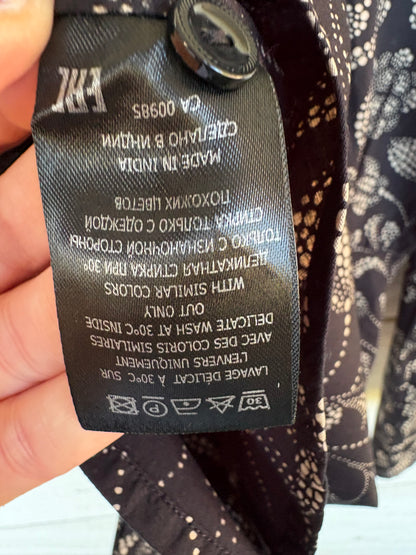 30 P
LAVAGE DÉLICAT À 30°C SUR
L'ENVERS UNIQUEMENT
AVEC DES COLORIS SIMILAIRES
DELICATE WASH AT 30°C INSIDE
OUT ONLY
WITH SIMILAR COLORS
ДЕЛИКАТНАЯ СТИРКА ПРИ 30°
ТОЛЬКО С ИЗНАНОЧНОЙ СТОРОНЫ
СТИРКА ТОЛЬКО С ОДЕЖДОЙ
ПОХОЖИХ ЦВЕТОВ
MADE IN INDIA
СДЕЛАНО В ИНДИИ
CA 00985
EAC